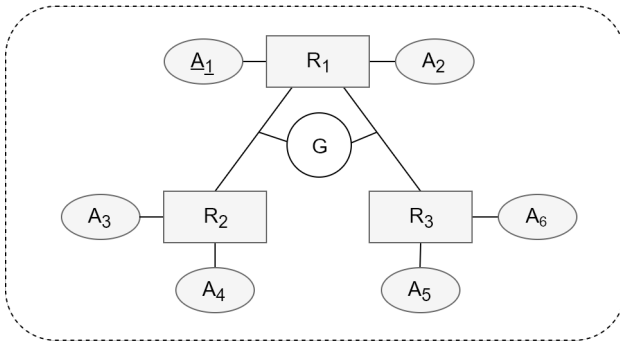 A₁ R₁ A₂
G
A₃ R₂ R₃ A₆
A₄ A₅